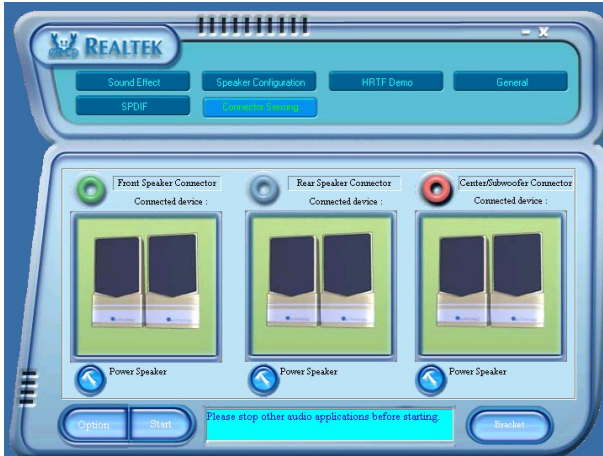 REALTEK
- x
Sound Effect
Speaker Configuration
HRTF Demo
General
SPDIF
Connector Sensing
Front Speaker Connector
Rear Speaker Connector
Center/Subwoofer Connector
Connected device :
Connected device :
Connected device :
Power Speaker
Power Speaker
Power Speaker
Option
Start
Please stop other audio applications before starting.
Bracket